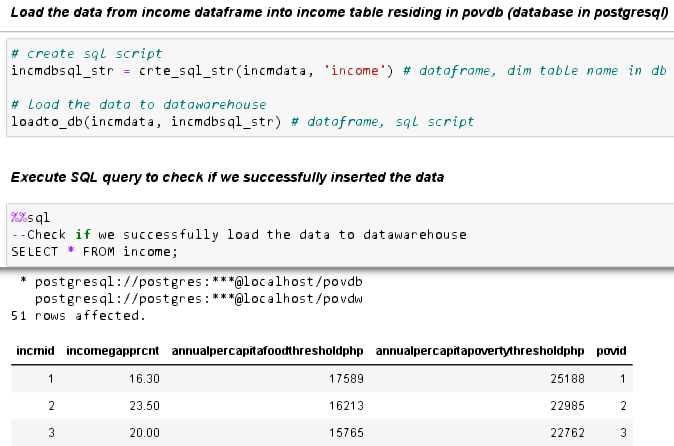 Load the data from income dataframe into income table residing in povdb (database in postgresql)
# create sql script
incmdbsql_str = crte_sql_str(incmdata, 'income') # dataframe, dim table name in db
# load the data to datawarehouse
loadto_db(incmdata, incmdbsql_str) # dataframe, sql script
Execute SQL query to check if we successfully inserted the data
%%sql
--Check if we successfully load the data to datawarehouse
SELECT * FROM income;
* postgresql://postgres:***@localhost/povdb
postgresql://postgres:***@localhost/povdw
51 rows affected.
incmid incomegapprcnt annualpercapitafoodthresholdphp annualpercapitapovertythresholdphp povid
1 16.30 17589 25188 1
2 23.50 16213 22985 2
3 20.00 15765 22762 3